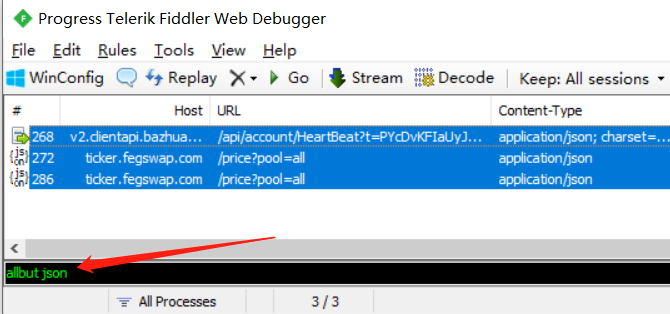 Progress Telerik Fiddler Web Debugger
File Edit Rules Tools View Help
WinConfig Replay Go Stream Decode Keep: All sessions
# Host URL Content-Type
268 v2.clientapi.bazhua... /api/account/HeartBeat?t=PYcDvKFIaUyJ... application/json; charset=...
272 ticker.fegswap.com /price?pool=all application/json
286 ticker.fegswap.com /price?pool=all application/json
allbut json
All Processes 3 / 3